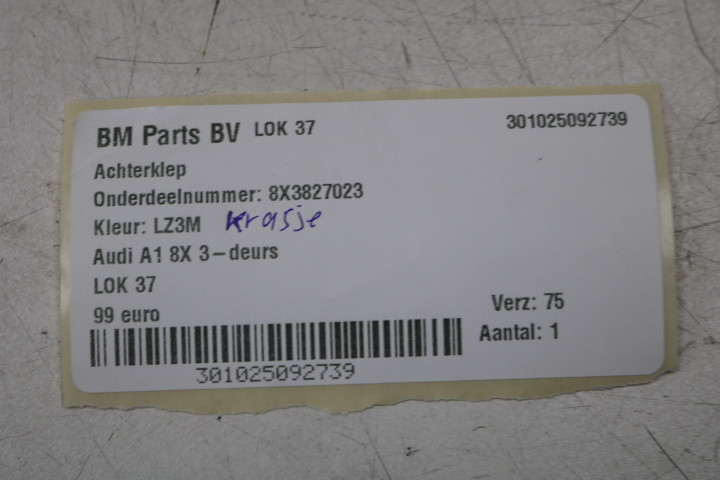 BM Parts BV LOK 37 301025092739
Achterklep
Onderdeelnummer: 8X3827023
Kleur: LZ3M krasje
Audi A1 8X 3-deurs
LOK 37
99 euro Verz: 75
Aantal: 1
301025092739